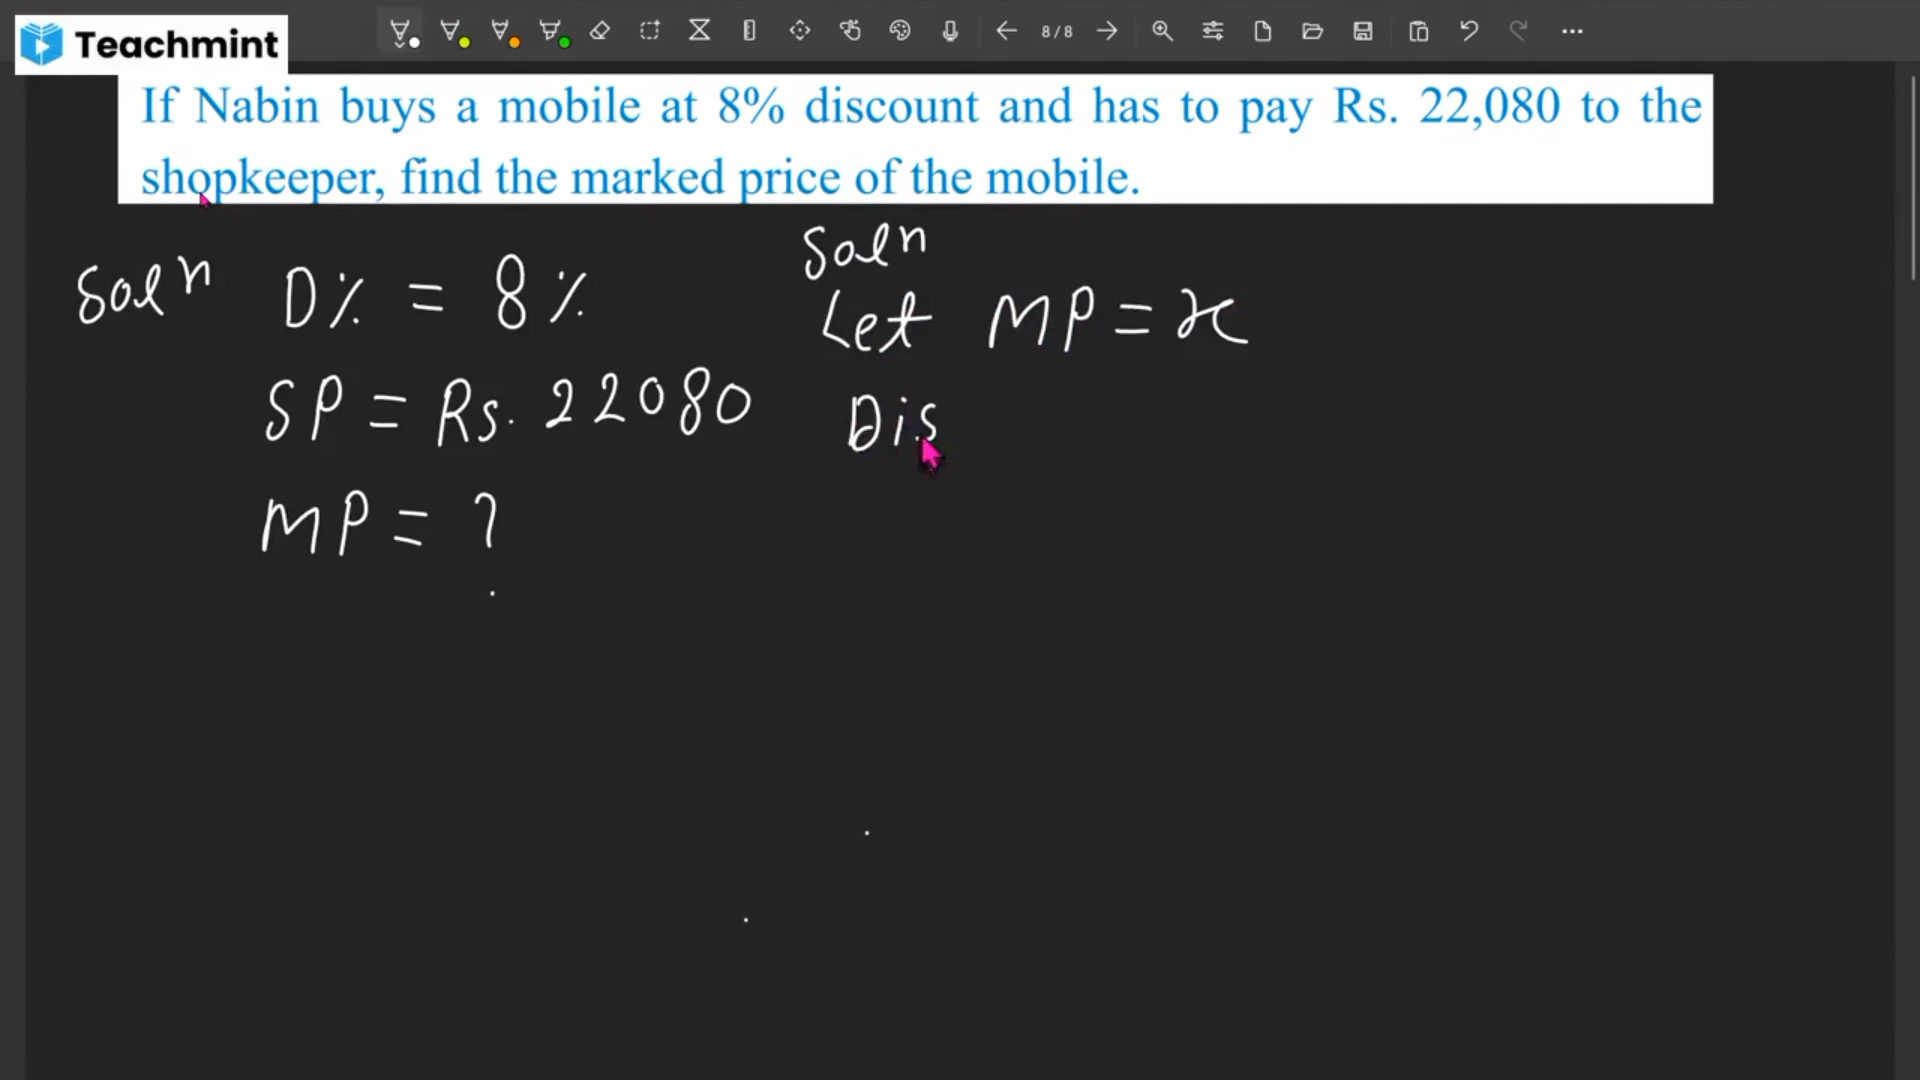 Teachmint
8/8
If Nabin buys a mobile at 8% discount and has to pay Rs. 22,080 to the
shopkeeper, find the marked price of the mobile.
Solⁿ D% = 8%
SP = Rs. 22080
MP = ?
Solⁿ
Let MP = x
Dis